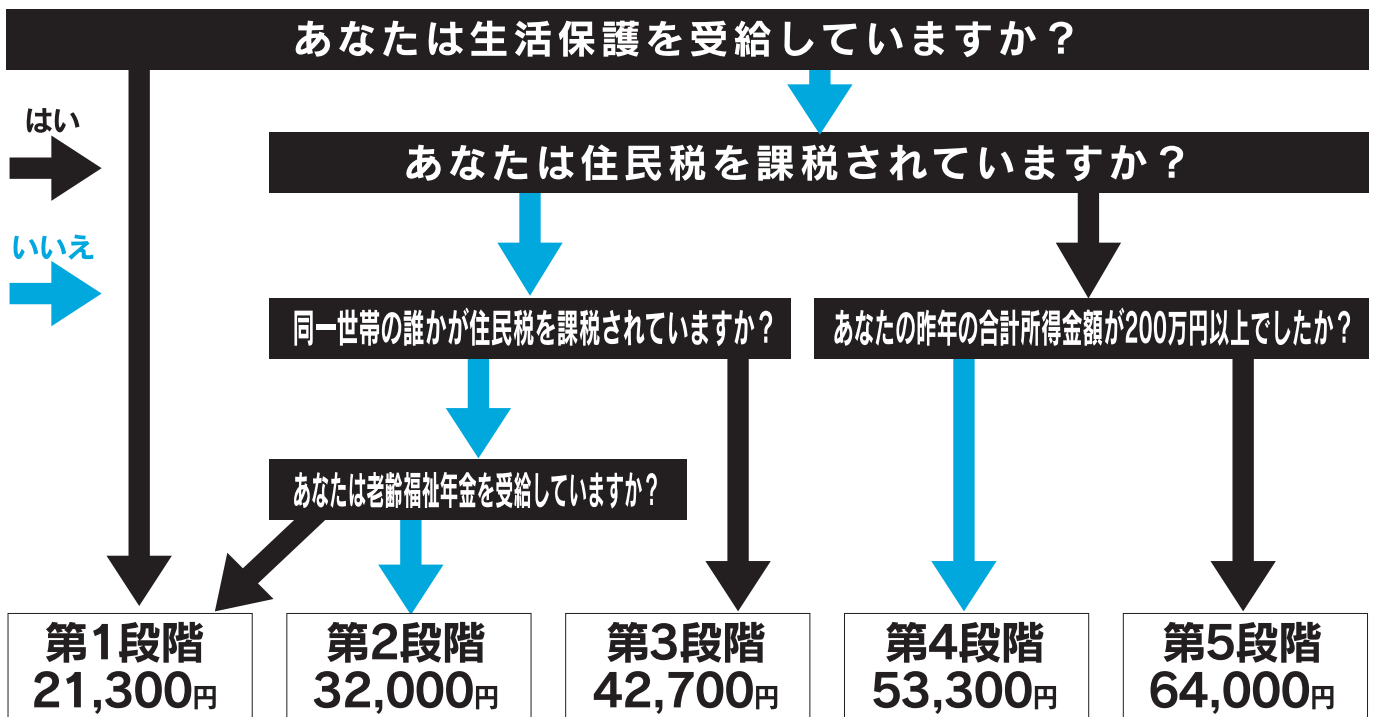 あなたは生活保護を受給していますか？
はい
あなたは住民税を課税されていますか？
いいえ
同一世帯の誰かが住民税を課税されていますか？
あなたの昨年の合計所得金額が200万円以上でしたか？
あなたは老齢福祉年金を受給していますか？
第1段階
21,300円
第2段階
32,000円
第3段階
42,700円
第4段階
53,300円
第5段階
64,000円